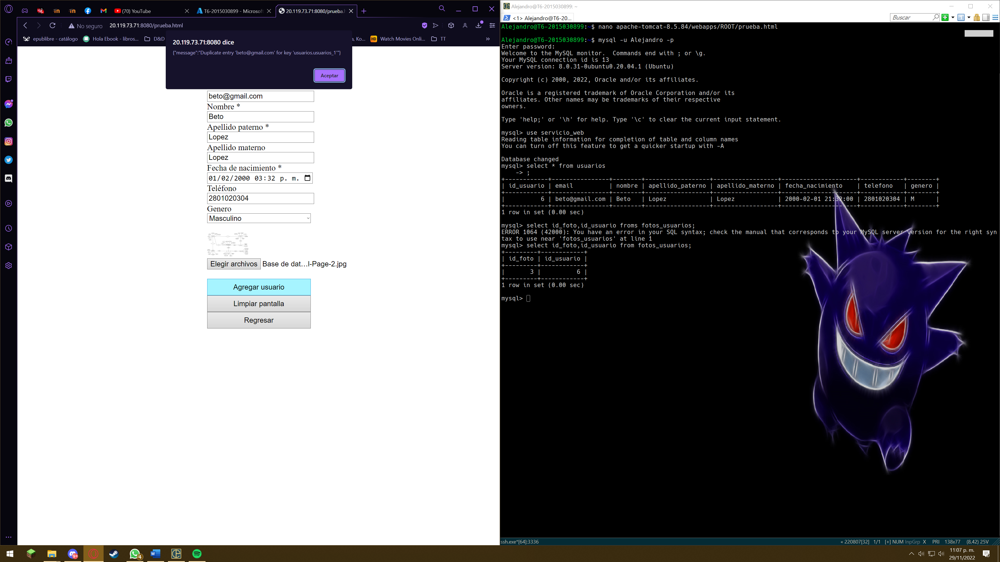 (70) YouTube
T6-2015030899 - Microsoft
20.119.73.71:8080/prueba.h
No seguro
20.119.73.71:8080/prueba.html
epublibre - catálogo
Hola Ebook - libros...
D&D
a, Ko...
HD
Watch Movies Onli...
TT
»
20.119.73.71:8080 dice
{"message":"Duplicate entry 'beto@gmail.com' for key 'usuarios.usuarios_1'"}
Aceptar
beto@gmail.com
Nombre *
Beto
Apellido paterno *
Lopez
Apellido materno
Lopez
Fecha de nacimiento *
01/02/2000 03:32 p. m.
Teléfono
2801020304
Genero
Masculino
Elegir archivos Base de dat...l-Page-2.jpg
Agregar usuario
Limpiar pantalla
Regresar
Alejandro@T6-2015030899: ~
<1> Alejandro@T6-20...
Buscar
Alejandro@T6-2015030899:~$ nano apache-tomcat-8.5.84/webapps/ROOT/prueba.html
Alejandro@T6-2015030899:~$ mysql -u Alejandro -p
Enter password:
Welcome to the MySQL monitor.  Commands end with ; or \g.
Your MySQL connection id is 13
Server version: 8.0.31-0ubuntu0.20.04.1 (Ubuntu)
Copyright (c) 2000, 2022, Oracle and/or its affiliates.
Oracle is a registered trademark of Oracle Corporation and/or its
affiliates. Other names may be trademarks of their respective
owners.
Type 'help;' or '\h' for help. Type '\c' to clear the current input statement.
mysql> use servicio_web
Reading table information for completion of table and column names
You can turn off this feature to get a quicker startup with -A
Database changed
mysql> select * from usuarios
    -> ;
+------------+----------------+--------+------------------+------------------+---------------------+------------+--------+
| id_usuario | email          | nombre | apellido_paterno | apellido_materno | fecha_nacimiento    | telefono   | genero |
+------------+----------------+--------+------------------+------------------+---------------------+------------+--------+
|          6 | beto@gmail.com | Beto   | Lopez            | Lopez            | 2000-02-01 21:32:00 | 2801020304 | M      |
+------------+----------------+--------+------------------+------------------+---------------------+------------+--------+
1 row in set (0.00 sec)
mysql> select id_foto,id_usuario froms fotos_usuarios;
ERROR 1064 (42000): You have an error in your SQL syntax; check the manual that corresponds to your MySQL server version for the right syn
tax to use near 'fotos_usuarios' at line 1
mysql> select id_foto,id_usuario from fotos_usuarios;
+---------+------------+
| id_foto | id_usuario |
+---------+------------+
|       3 |          6 |
+---------+------------+
1 row in set (0.00 sec)
mysql>
ssh.exe*[64]:3336
« 220807[32] 1/1 [+] NUM InpGrp X PRI 138x77 (8,42) 25V
9+
4
11:07 p. m.
29/11/2022